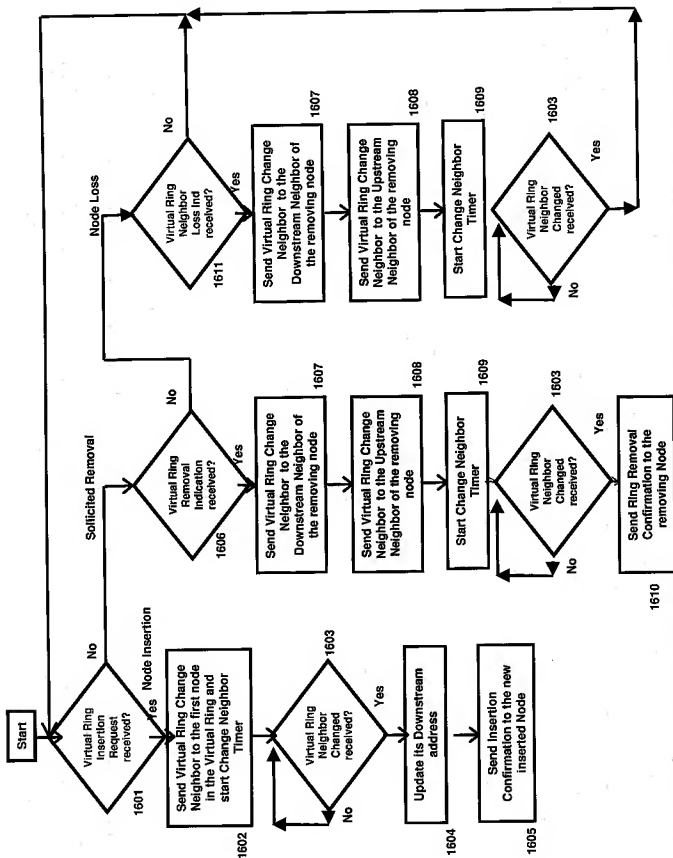 Start
Virtual Ring
Insertion
Request
received?
1601
No
Yes
Node Insertion
Send Virtual Ring Change
Neighbor to the first node
in the Virtual Ring and
start Change Neighbor
Timer
1602
Virtual Ring
Neighbor
Changed
received?
1603
No
Yes
Update its Downstream
address
1604
Send Insertion
Confirmation to the new
inserted Node
1605
Sollicited Removal
Virtual Ring
Removal
Indication
received?
1606
No
Yes
Send Virtual Ring Change
Neighbor to the
Downstream Neighbor of
the removing node
1607
Send Virtual Ring Change
Neighbor to the Upstream
Neighbor of the removing
node
1608
Start Change Neighbor
Timer
1609
Virtual Ring
Neighbor
Changed
received?
1603
No
Yes
Send Ring Removal
Confirmation to the
removing Node
1610
Node Loss
Virtual Ring
Neighbor
Loss Ind
received?
1611
No
Yes
Send Virtual Ring Change
Neighbor to the
Downstream Neighbor of
the removing node
1607
Send Virtual Ring Change
Neighbor to the Upstream
Neighbor of the removing
node
1608
Start Change Neighbor
Timer
1609
Virtual Ring
Neighbor
Changed
received?
1603
No
Yes